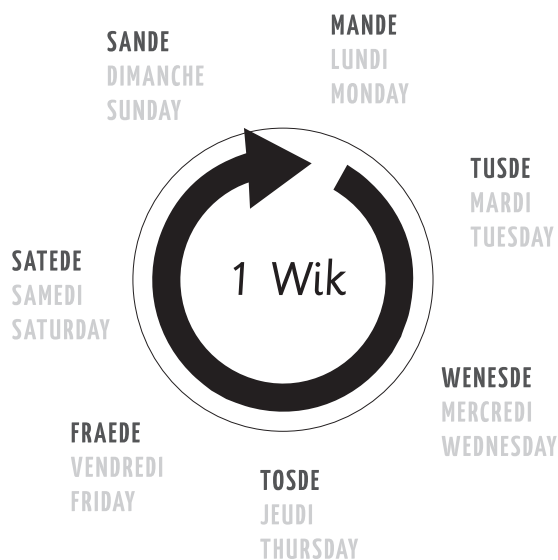 SANDE
DIMANCHE
SUNDAY
MANDE
LUNDI
MONDAY
TUSDE
MARDI
TUESDAY
SATEDE
SAMEDI
SATURDAY
1 Wik
WENESDE
MERCREDI
WEDNESDAY
FRAEDE
VENDREDI
FRIDAY
TOSDE
JEUDI
THURSDAY